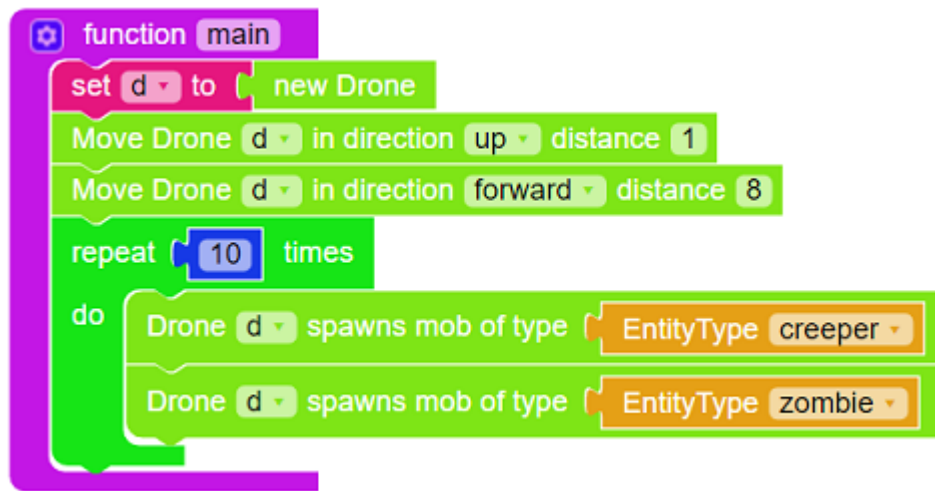 function main
set d to new Drone
Move Drone d in direction up distance 1
Move Drone d in direction forward distance 8
repeat 10 times
do
Drone d spawns mob of type EntityType creeper
Drone d spawns mob of type EntityType zombie